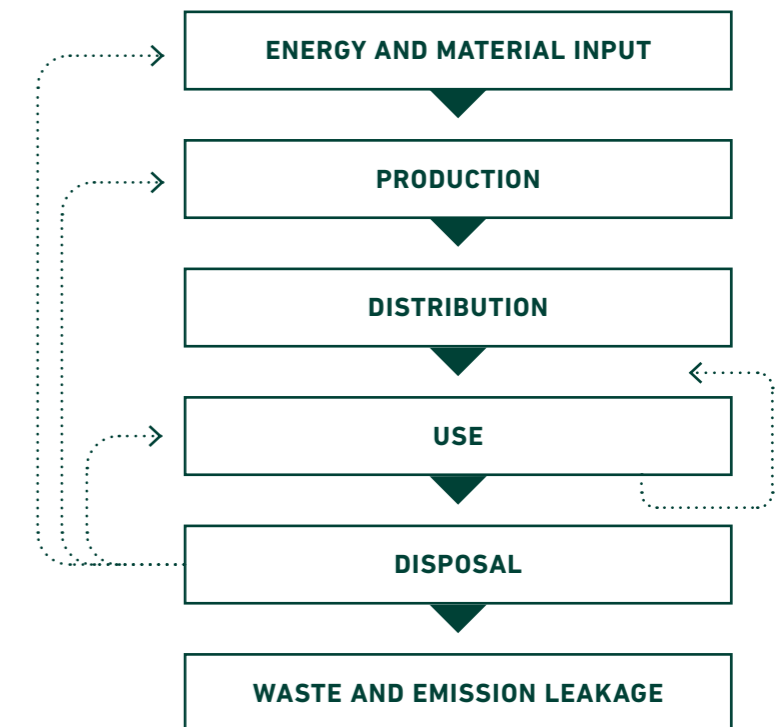 ENERGY AND MATERIAL INPUT
PRODUCTION
DISTRIBUTION
USE
DISPOSAL
WASTE AND EMISSION LEAKAGE